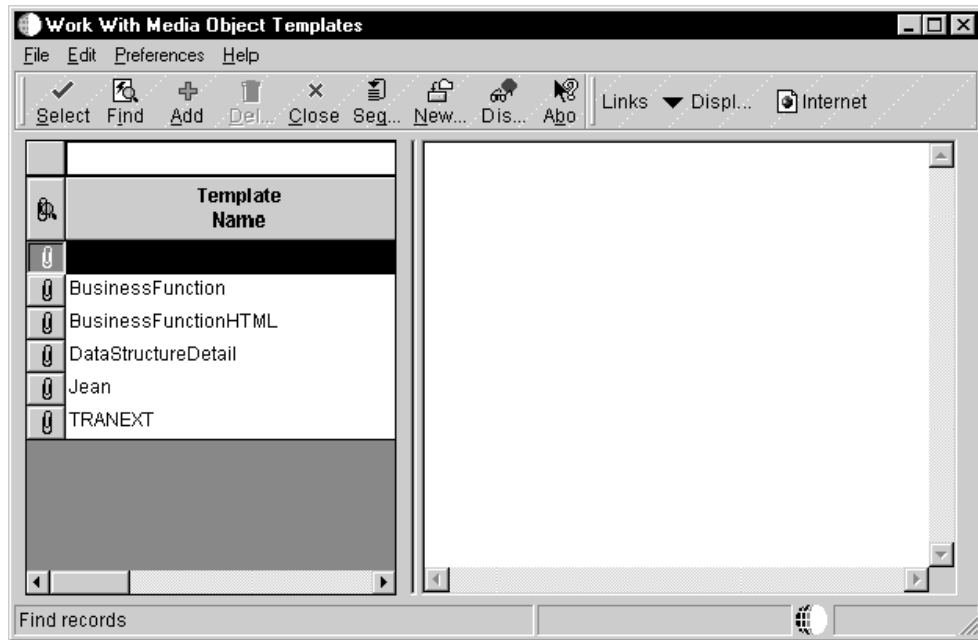 Work With Media Object Templates
File Edit Preferences Help
Select Find Add Del... Close Seq... New... Dis... Abo Links Displ... Internet
Template
Name
BusinessFunction
BusinessFunctionHTML
DataStructureDetail
Jean
TRANEXT
Find records